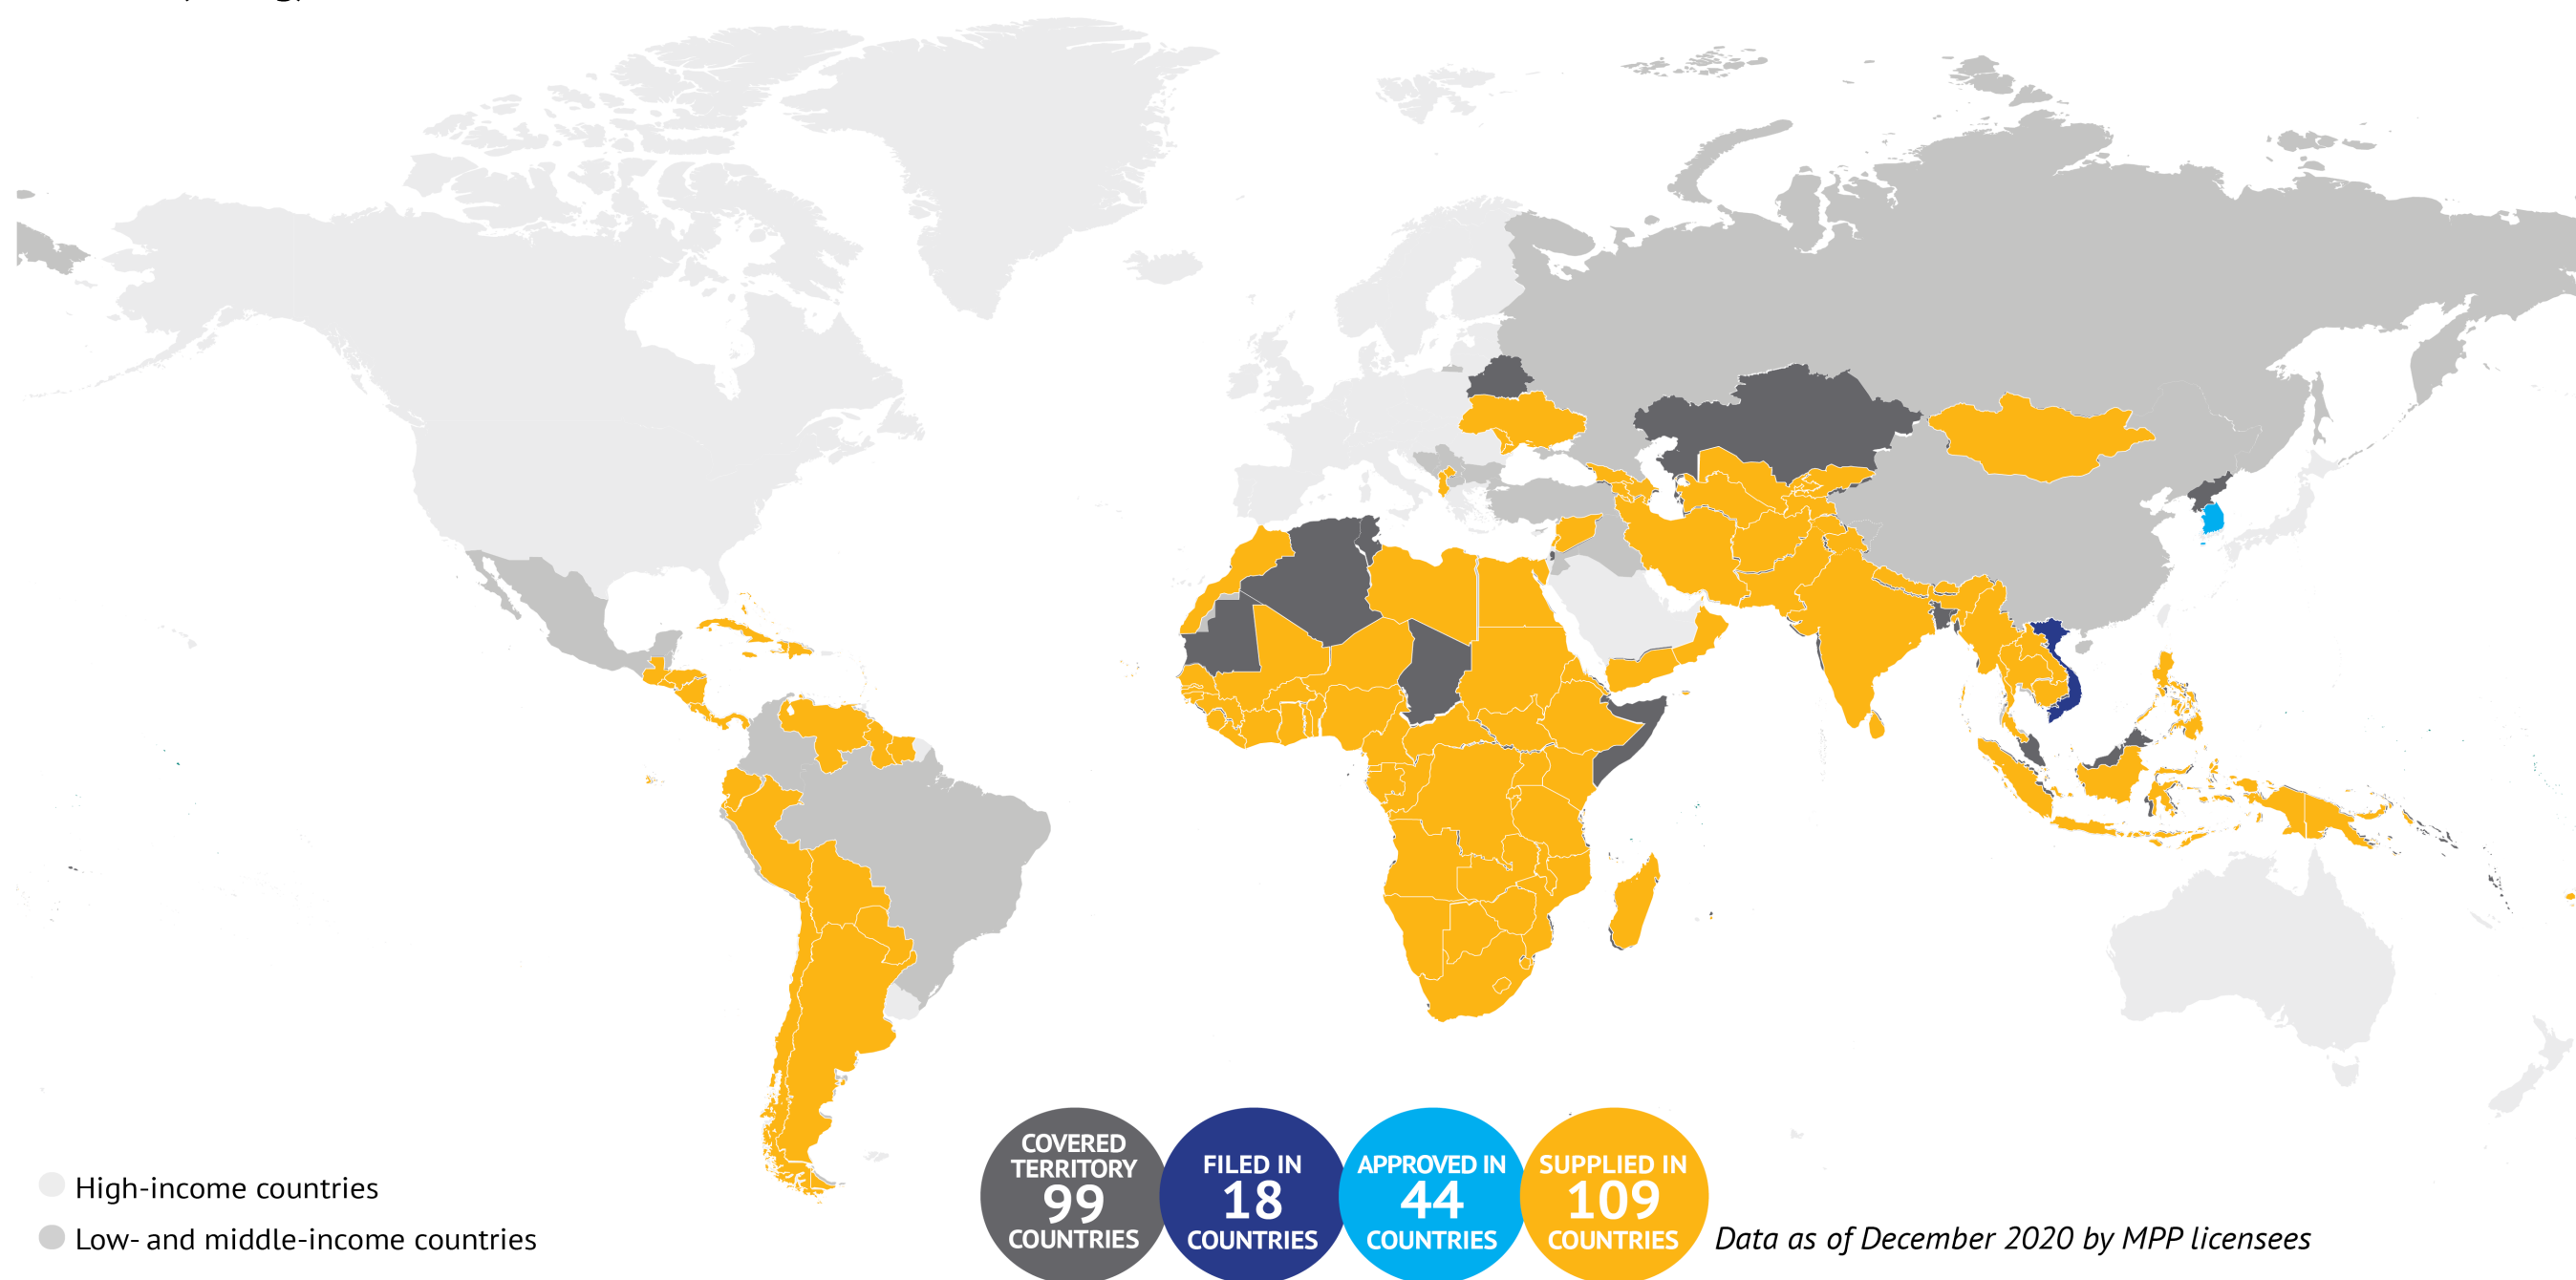 High-income countries
Low- and middle-income countries
COVERED
TERRITORY
99
COUNTRIES
FILED IN
18
COUNTRIES
APPROVED IN
44
COUNTRIES
SUPPLIED IN
109
COUNTRIES
Data as of December 2020 by MPP licensees